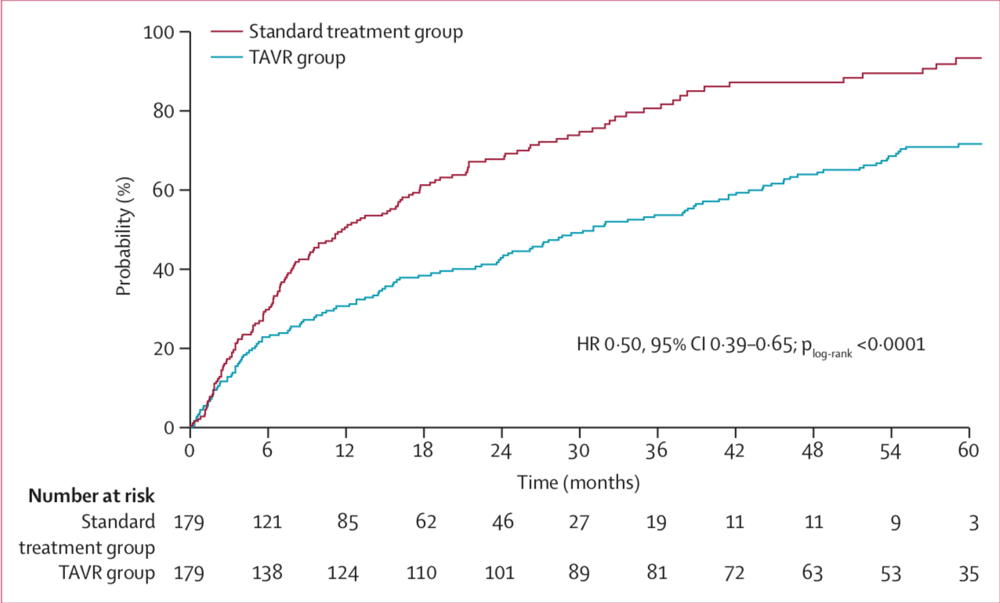 Standard treatment group
TAVR group
100
80
60
40
20
0
Probability (%)
HR 0·50, 95% CI 0·39–0·65; plog-rank <0·0001
0 6 12 18 24 30 36 42 48 54 60
Time (months)
Number at risk
Standard 179 121 85 62 46 27 19 11 11 9 3
treatment group
TAVR group 179 138 124 110 101 89 81 72 63 53 35